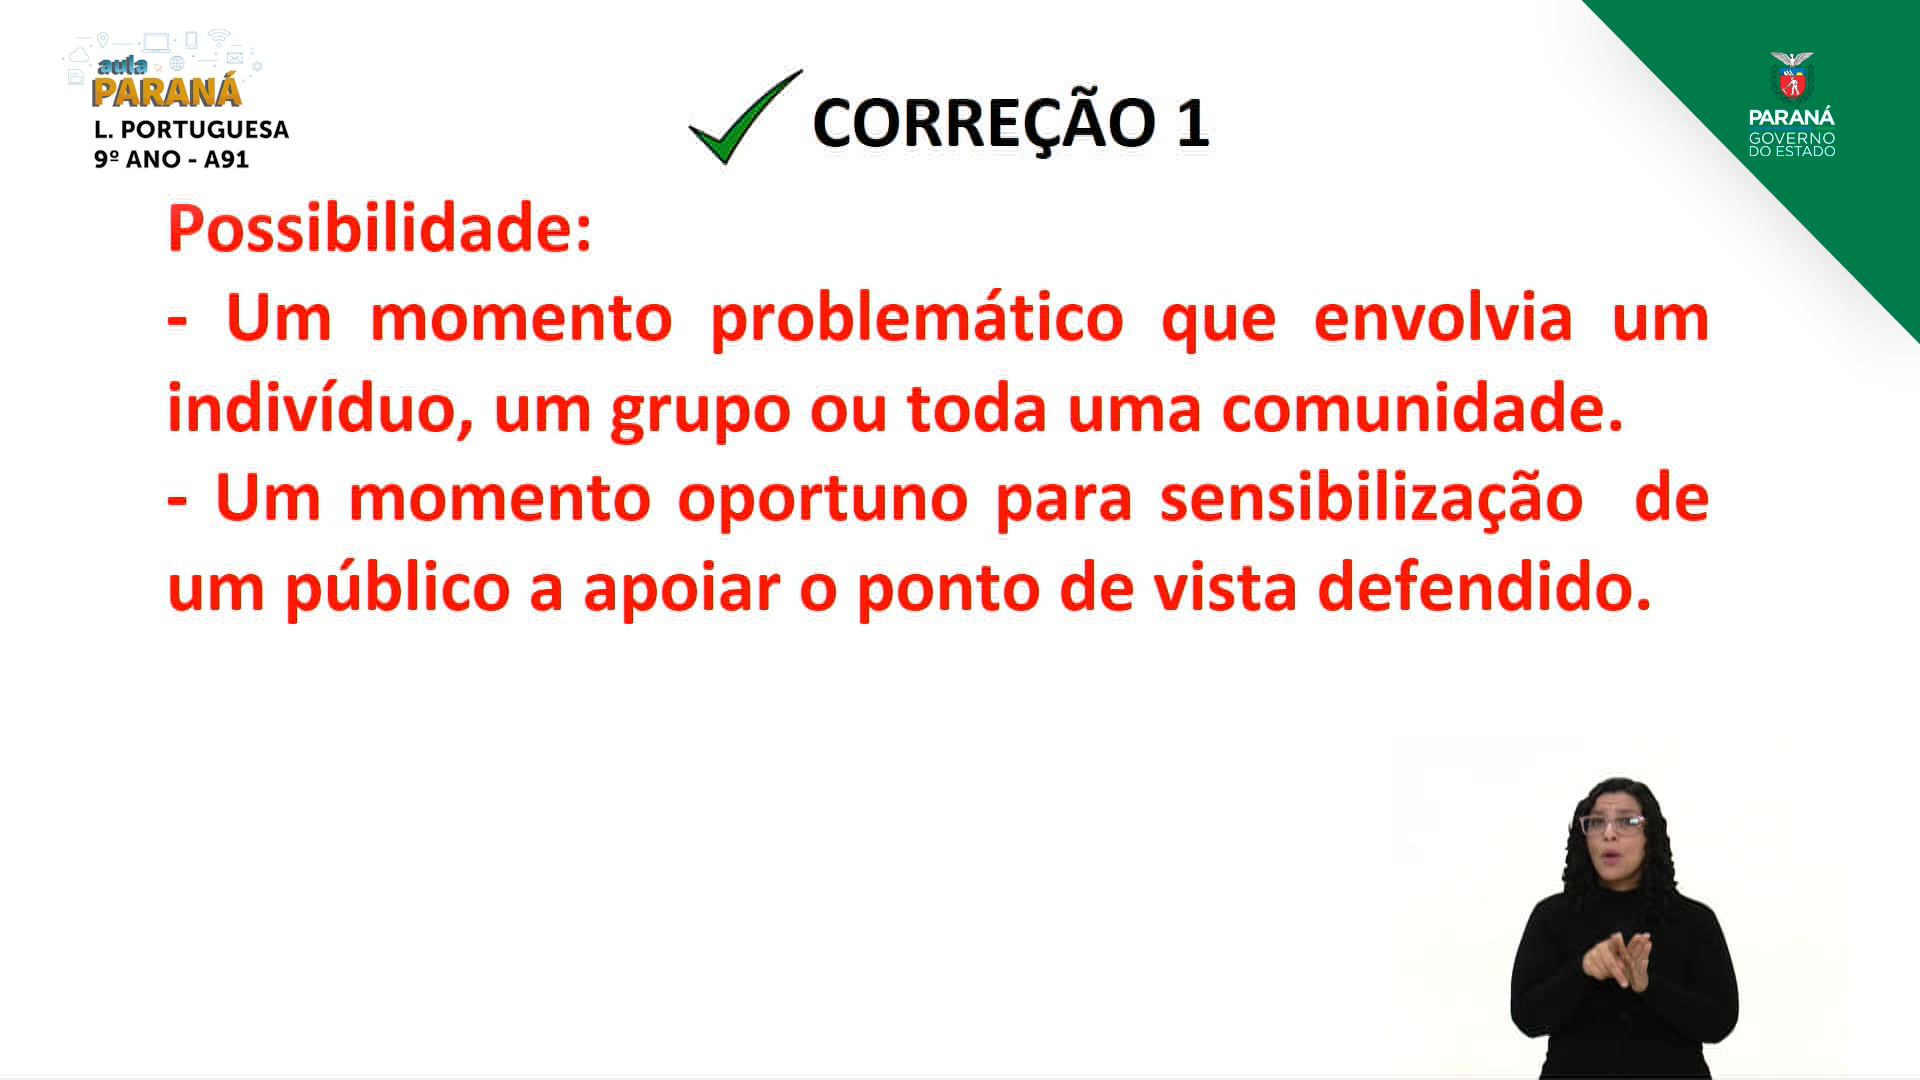 aula
PARANÁ
L. PORTUGUESA
9º ANO - A91
CORREÇÃO 1
PARANÁ
GOVERNO
DO ESTADO
Possibilidade:
- Um momento problemático que envolvia um
indivíduo, um grupo ou toda uma comunidade.
- Um momento oportuno para sensibilização de
um público a apoiar o ponto de vista defendido.